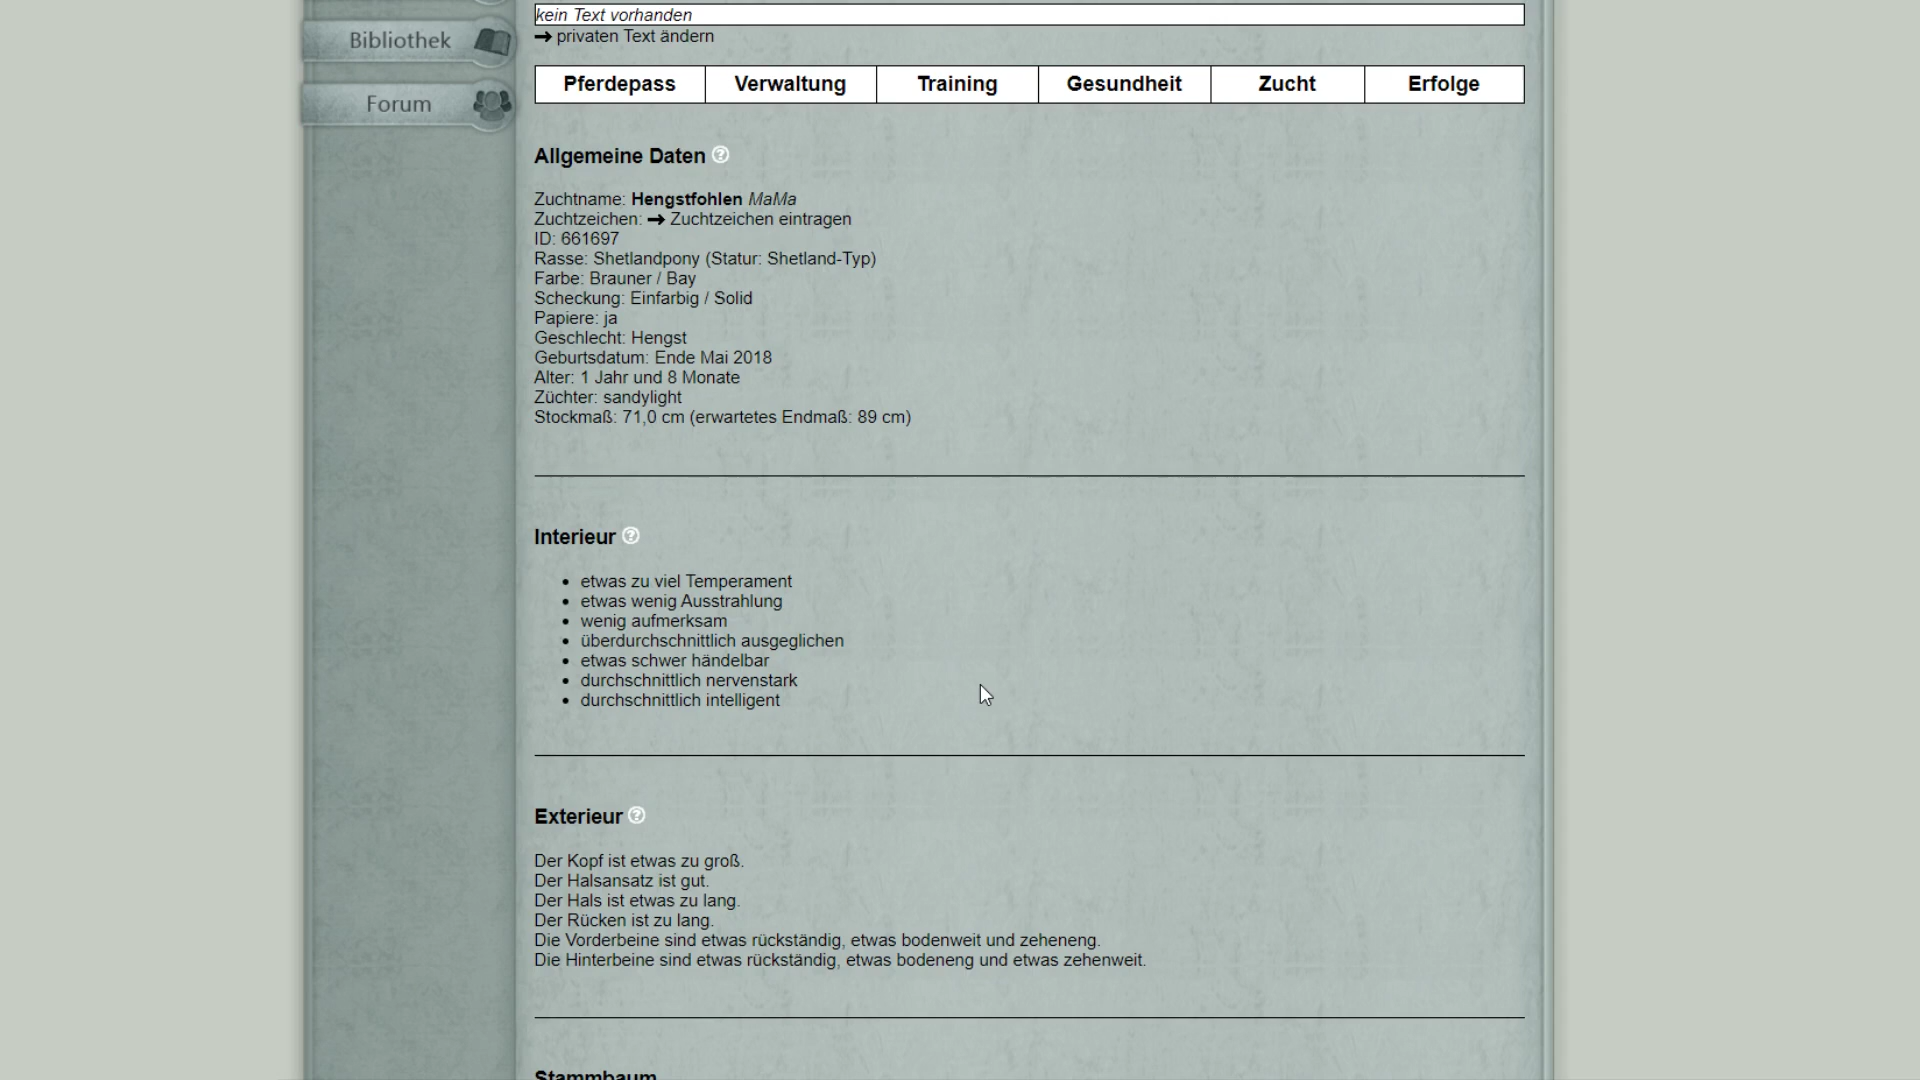 kein Text vorhanden
privaten Text ändern
Bibliothek
Forum
Pferdepass Verwaltung Training Gesundheit Zucht Erfolge
Allgemeine Daten
Zuchtname: Hengstfohlen MaMa
Zuchtzeichen: ➞ Zuchtzeichen eintragen
ID: 661697
Rasse: Shetlandpony (Statur: Shetland-Typ)
Farbe: Brauner / Bay
Scheckung: Einfarbig / Solid
Papiere: ja
Geschlecht: Hengst
Geburtsdatum: Ende Mai 2018
Alter: 1 Jahr und 8 Monate
Züchter: sandylight
Stockmaß: 71,0 cm (erwartetes Endmaß: 89 cm)
Interieur
• etwas zu viel Temperament
• etwas wenig Ausstrahlung
• wenig aufmerksam
• überdurchschnittlich ausgeglichen
• etwas schwer händelbar
• durchschnittlich nervenstark
• durchschnittlich intelligent
Exterieur
Der Kopf ist etwas zu groß.
Der Halsansatz ist gut.
Der Hals ist etwas zu lang.
Der Rücken ist zu lang.
Die Vorderbeine sind etwas rückständig, etwas bodenweit und zeheneng.
Die Hinterbeine sind etwas rückständig, etwas bodeneng und etwas zehenweit.
Stammbaum